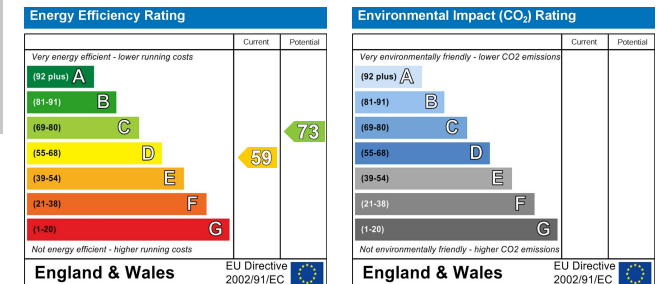 Energy Efficiency Rating
Current Potential
Very energy efficient - lower running costs
(92 plus) A
(81-91) B
(69-80) C
73
(55-68) D
59
(39-54) E
(21-38) F
(1-20) G
Not energy efficient - higher running costs
England & Wales
EU Directive
2002/91/EC
Environmental Impact (CO₂) Rating
Current Potential
Very environmentally friendly - lower CO2 emissions
(92 plus) A
(81-91) B
(69-80) C
(55-68) D
(39-54) E
(21-38) F
(1-20) G
Not environmentally friendly - higher CO2 emissions
England & Wales
EU Directive
2002/91/EC